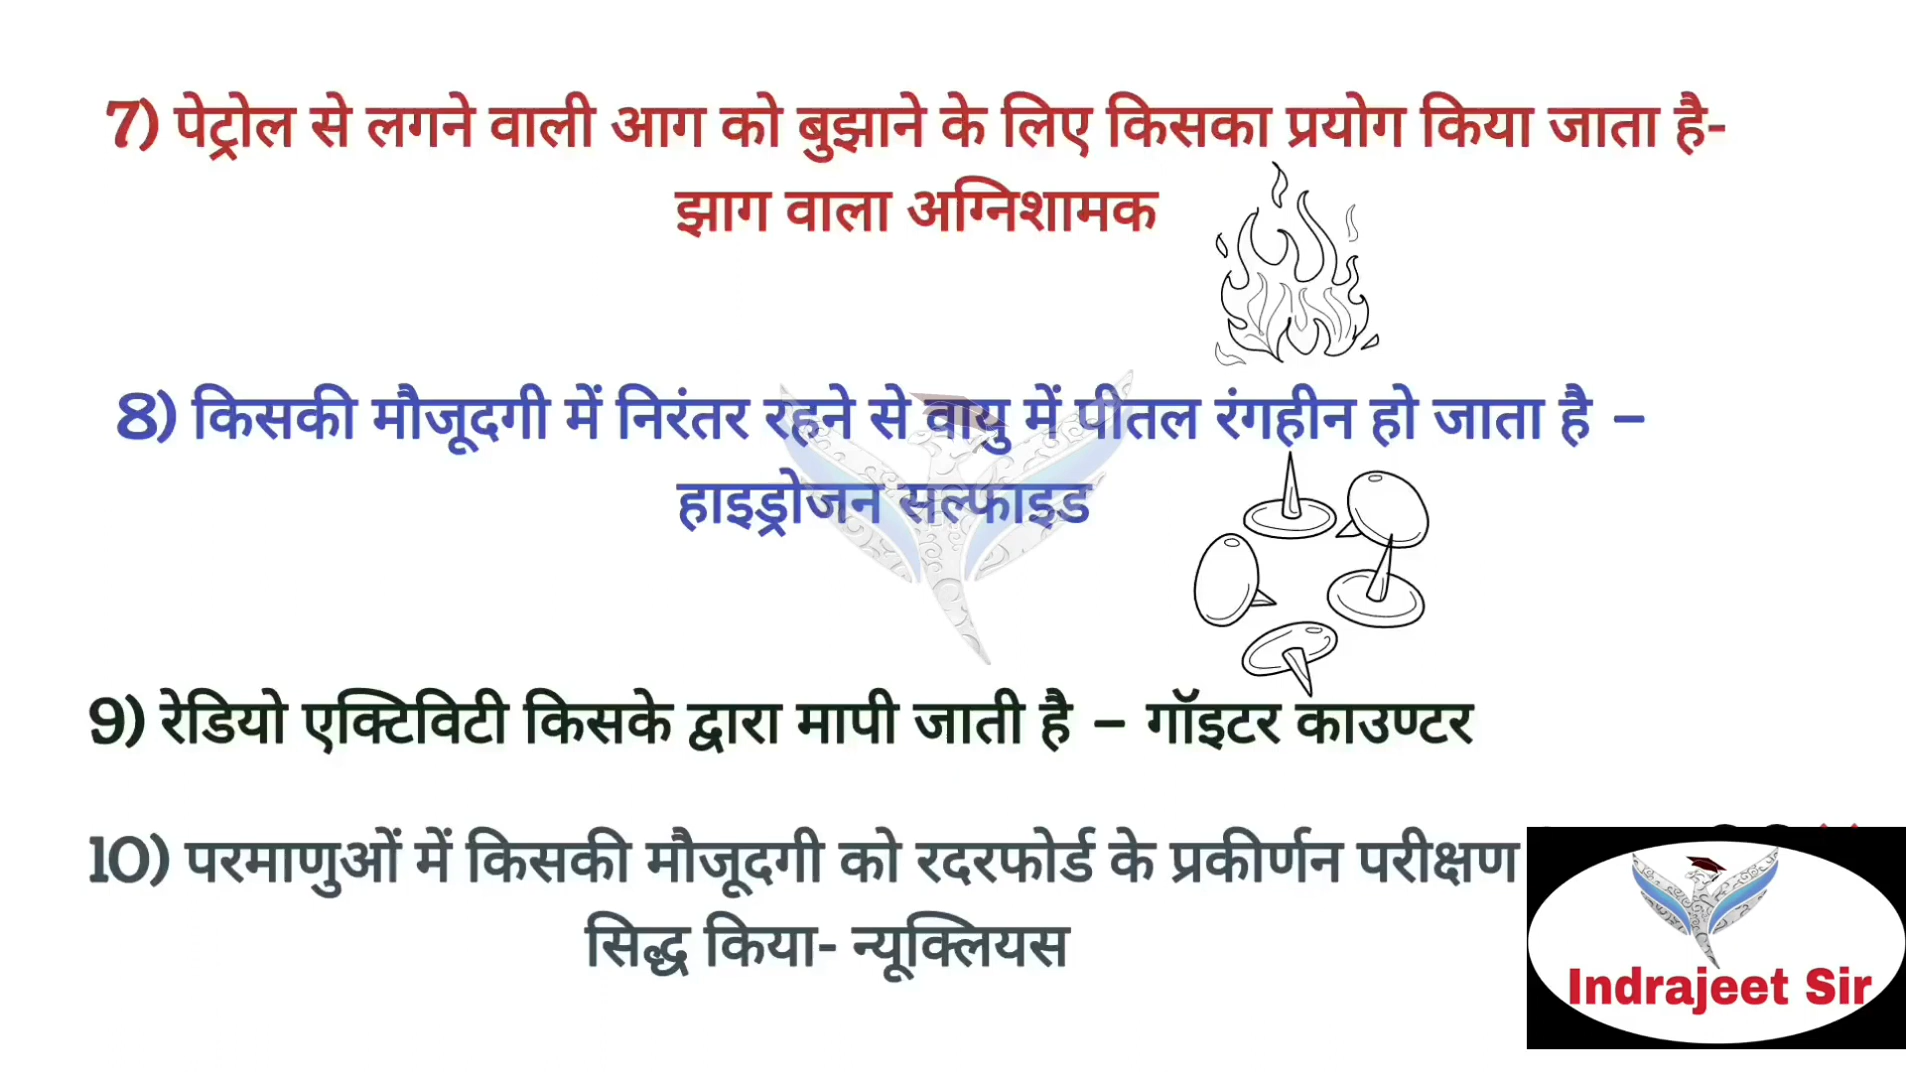 7) पेट्रोल से लगने वाली आग को बुझाने के लिए किसका प्रयोग किया जाता है-
झाग वाला अग्निशामक
8) किसकी मौजूदगी में निरंतर रहने से वायु में पीतल रंगहीन हो जाता है –
हाइड्रोजन सल्फाइड
9) रेडियो एक्टिविटी किसके द्वारा मापी जाती है – गॉइटर काउण्टर
10) परमाणुओं में किसकी मौजूदगी को रदरफोर्ड के प्रकीर्णन परीक्षण
सिद्ध किया- न्यूक्लियस
Indrajeet Sir